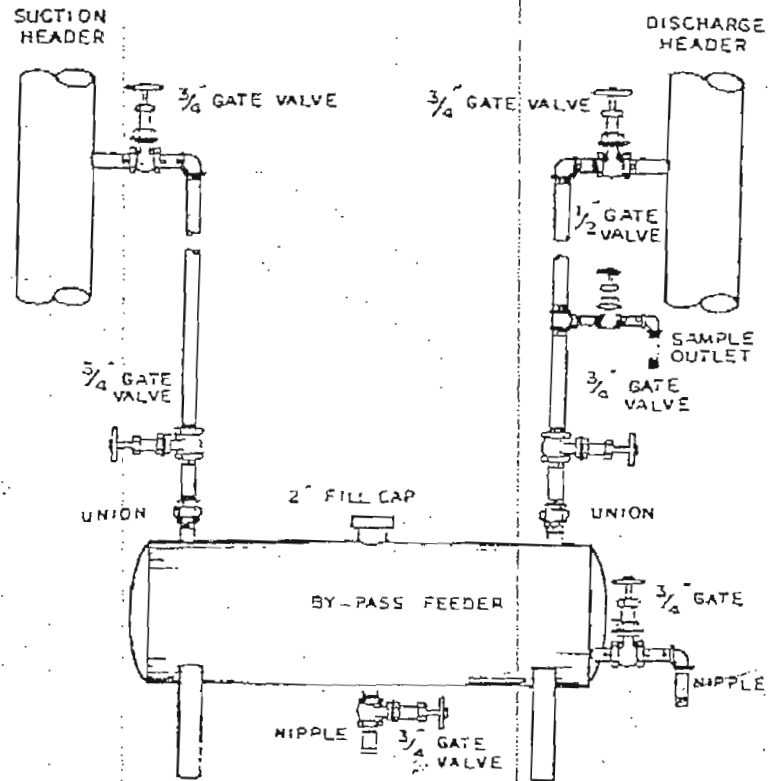 SUCTION
HEADER
DISCHARGE
HEADER
3/4" GATE VALVE
3/4" GATE VALVE
1/2" GATE
VALVE
SAMPLE
OUTLET
3/4" GATE
VALVE
3/4" GATE
VALVE
2" FILL CAP
UNION
UNION
BY-PASS FEEDER
3/4" GATE
NIPPLE
NIPPLE
3/4" GATE
VALVE